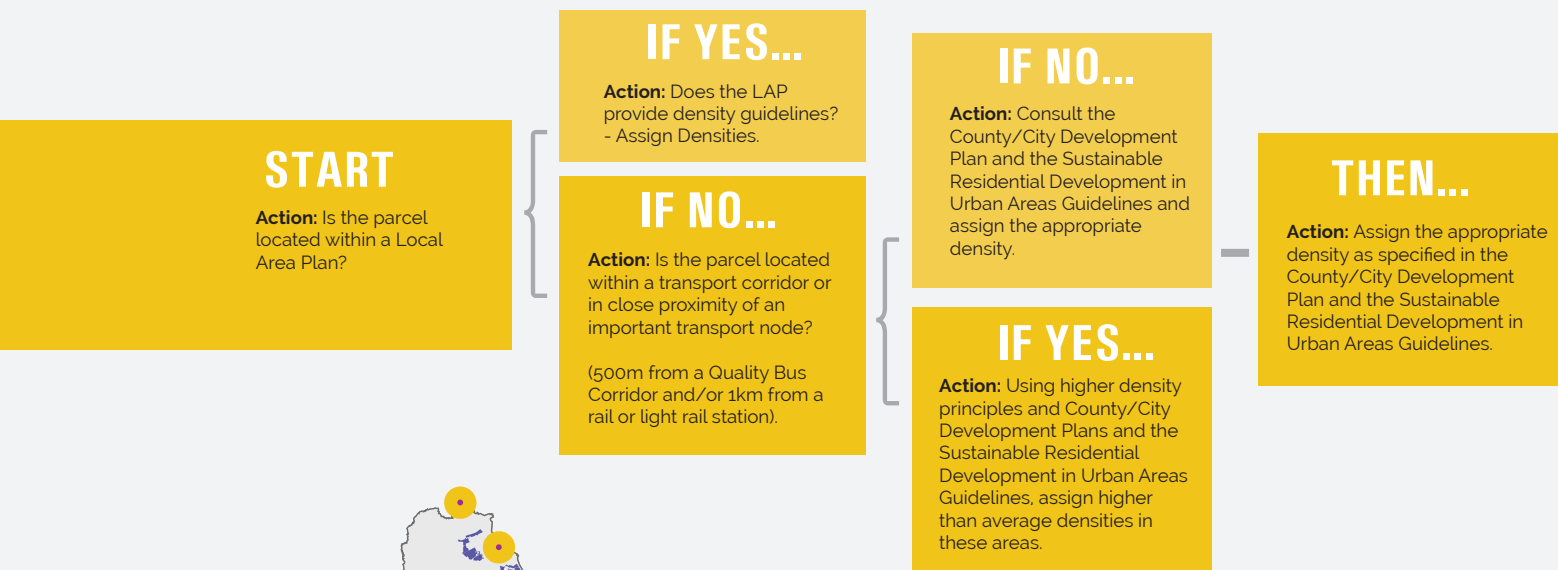 START
Action: Is the parcel
located within a Local
Area Plan?
IF YES...
Action: Does the LAP
provide density guidelines?
- Assign Densities.
IF NO...
Action: Is the parcel located
within a transport corridor or
in close proximity of an
important transport node?
(500m from a Quality Bus
Corridor and/or 1km from a
rail or light rail station).
IF NO...
Action: Consult the
County/City Development
Plan and the Sustainable
Residential Development in
Urban Areas Guidelines and
assign the appropriate
density.
IF YES...
Action: Using higher density
principles and County/City
Development Plans and the
Sustainable Residential
Development in Urban Areas
Guidelines, assign higher
than average densities in
these areas.
THEN...
Action: Assign the appropriate
density as specified in the
County/City Development
Plan and the Sustainable
Residential Development in
Urban Areas Guidelines.